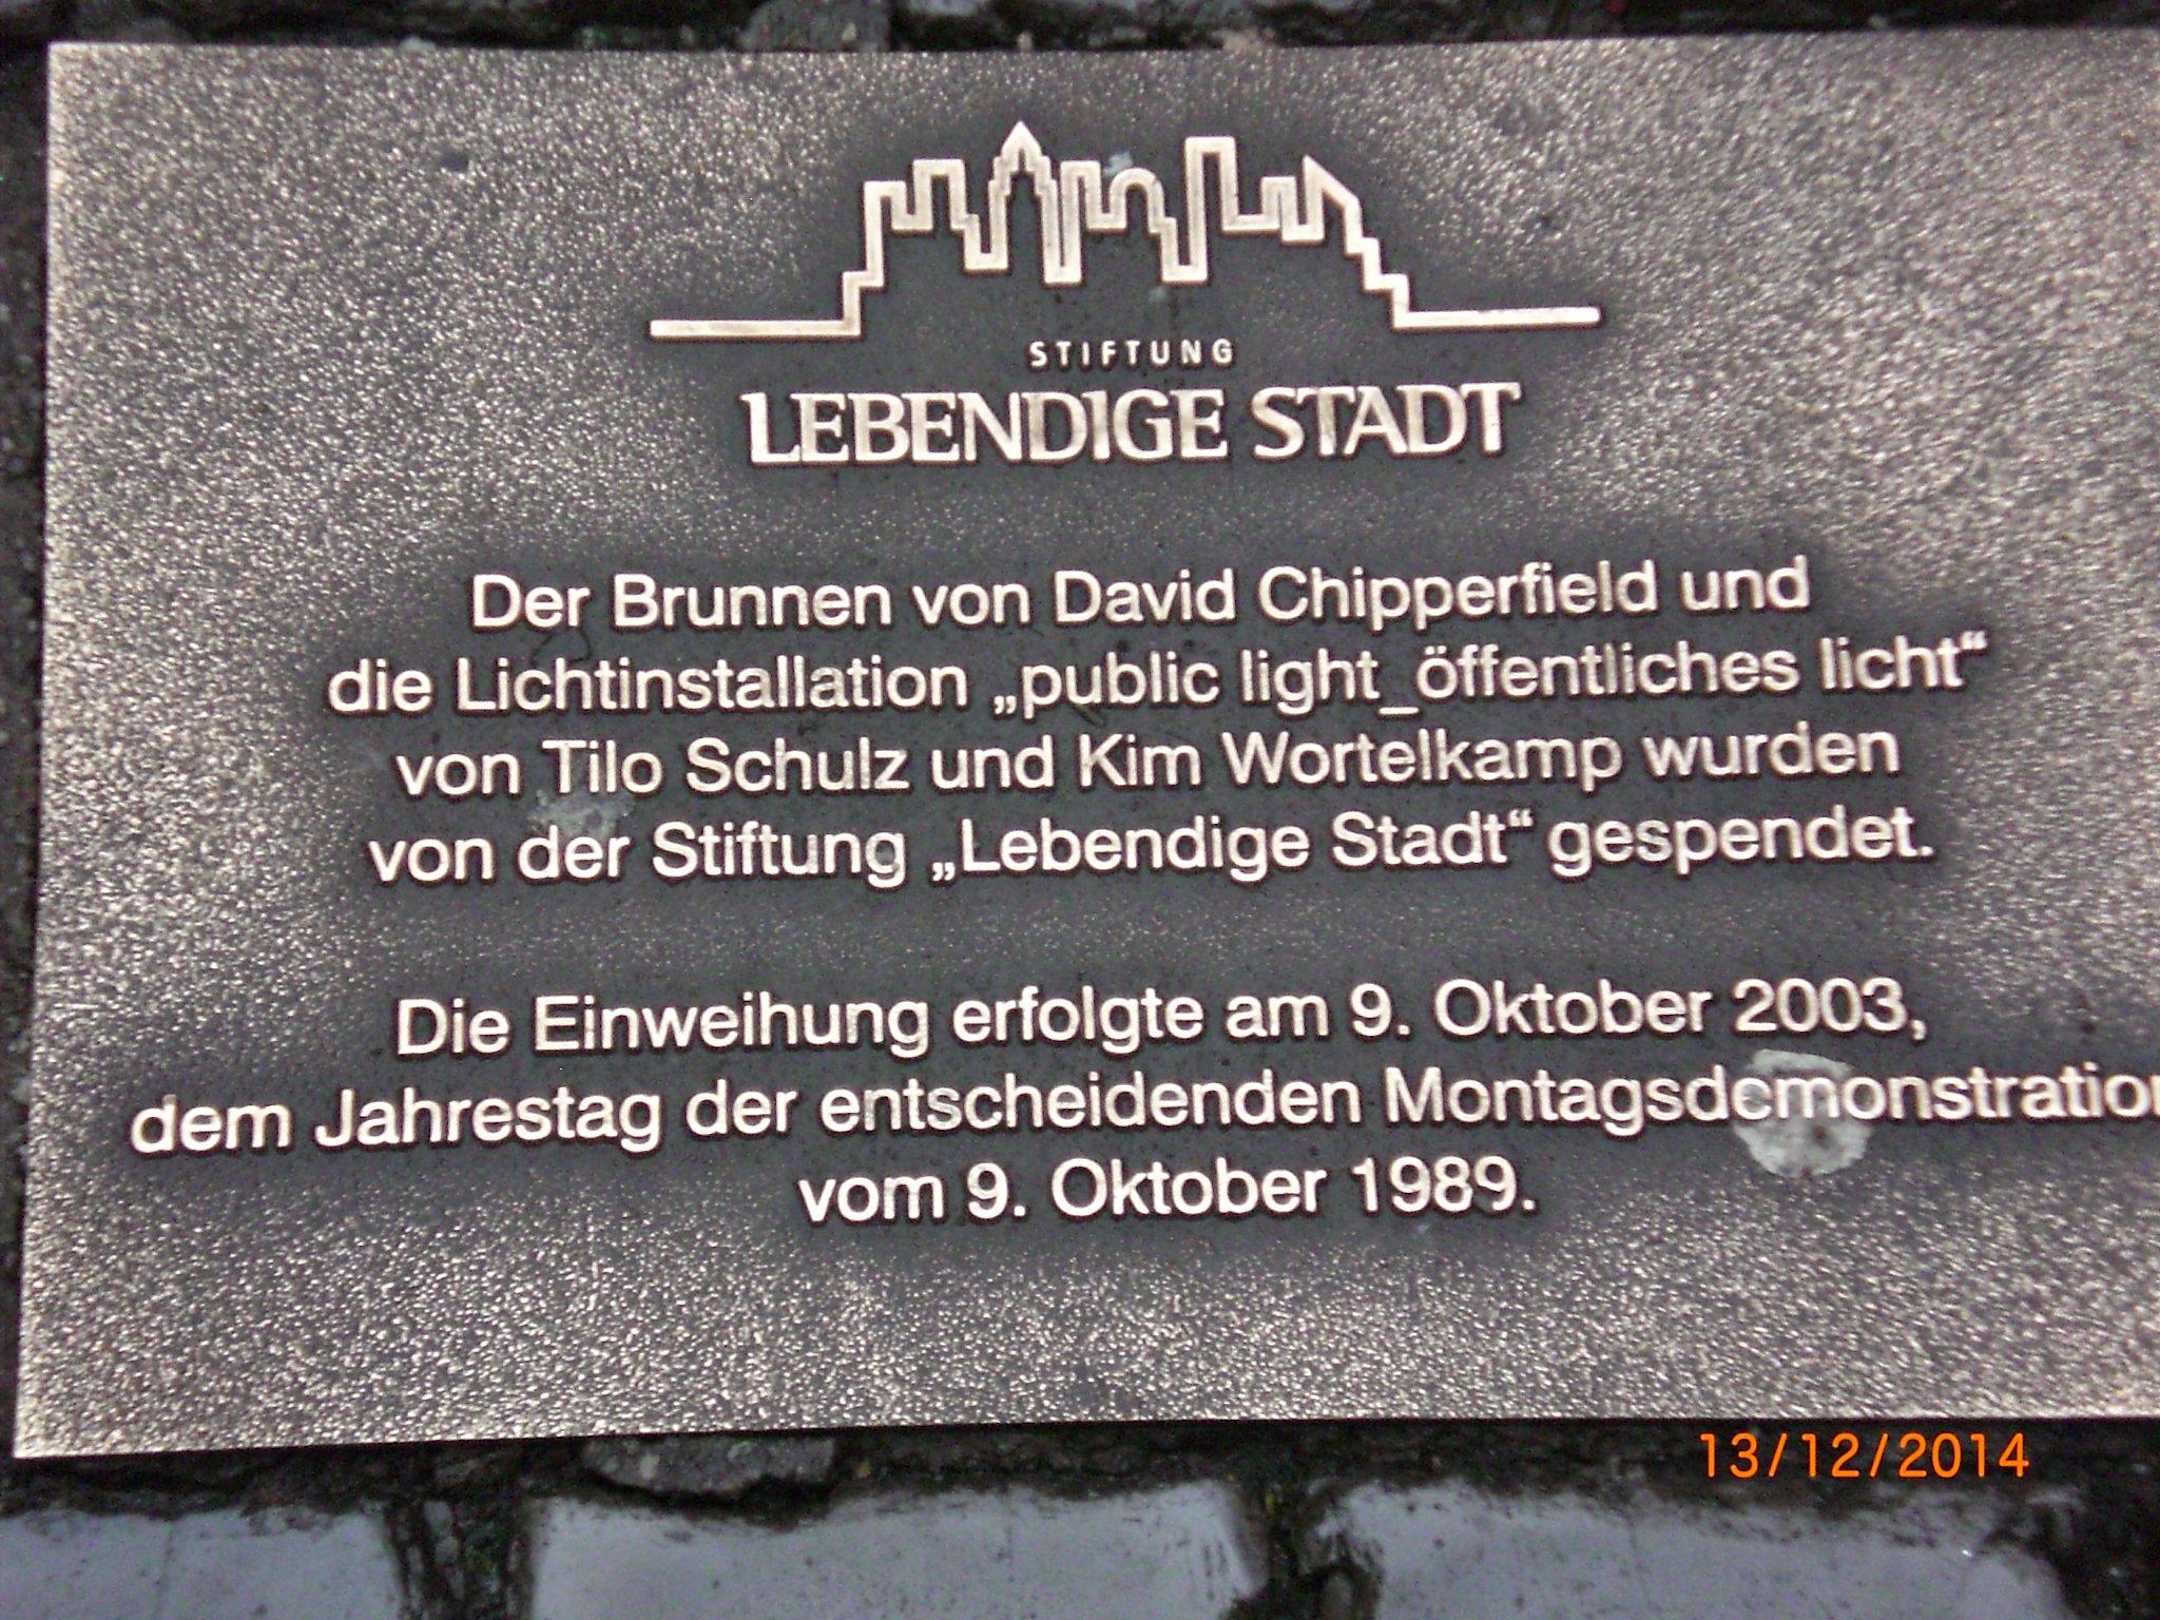 STIFTUNG
LEBENDIGE STADT
Der Brunnen von David Chipperfield und
die Lichtinstallation „public light_öffentliches licht“
von Tilo Schulz und Kim Wortelkamp wurden
von der Stiftung „Lebendige Stadt“ gespendet.
Die Einweihung erfolgte am 9. Oktober 2003,
dem Jahrestag der entscheidenden Montagsdemonstration
vom 9. Oktober 1989.
13/12/2014